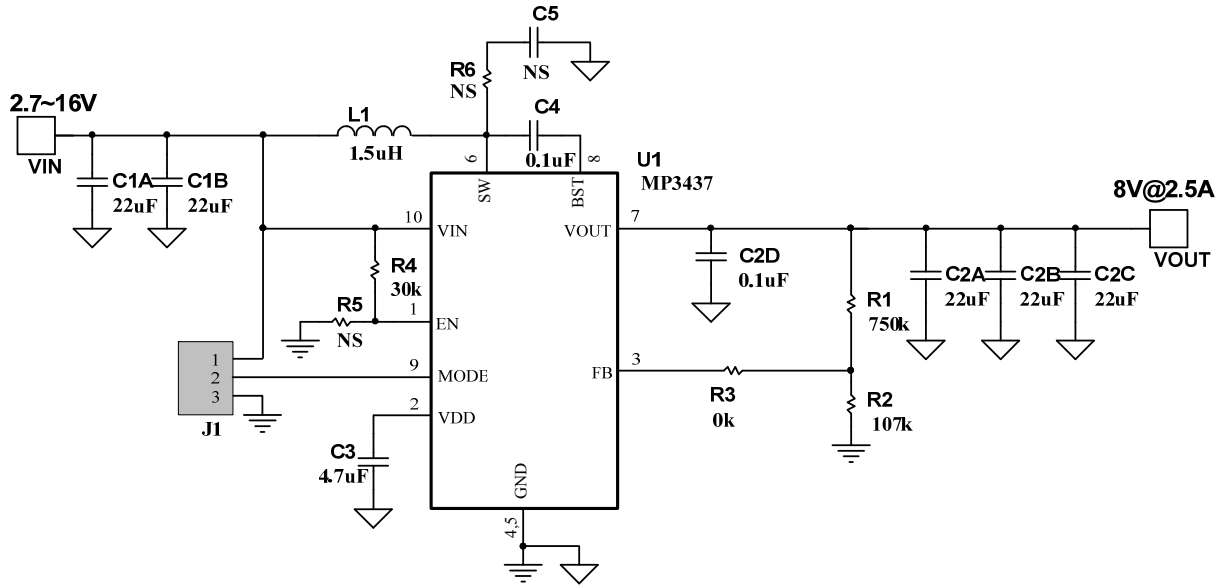 C5
NS
R6
NS
2.7~16V
VIN
L1
1.5uH
C4
0.1uF
C1A
22uF
C1B
22uF
6
8
SW
BST
U1
MP3437
10
VIN
VOUT
7
8V@2.5A
VOUT
R4
30k
C2D
0.1uF
C2A
22uF
C2B
22uF
C2C
22uF
R5
NS
1
EN
R1
750k
1
2
3
J1
9
MODE
FB
3
R3
0k
R2
107k
2
VDD
C3
4.7uF
GND
4,5